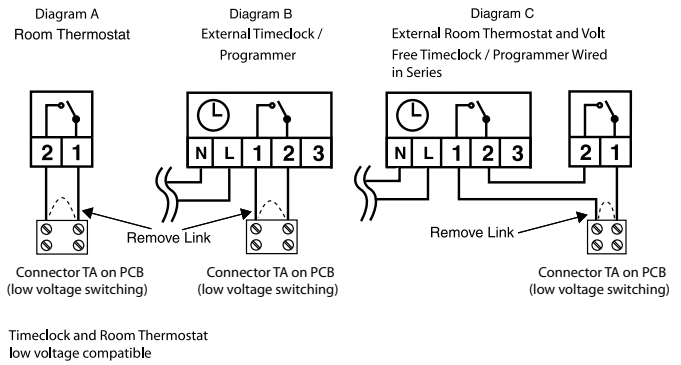 Diagram A
Room Thermostat
Diagram B
External Timeclock /
Programmer
Diagram C
External Room Thermostat and Volt
Free Timeclock / Programmer Wired
in Series
2 1
N L 1 2 3
N L 1 2 3
2 1
Remove Link
Remove Link
Connector TA on PCB
(low voltage switching)
Connector TA on PCB
(low voltage switching)
Connector TA on PCB
(low voltage switching)
Timeclock and Room Thermostat
low voltage compatible